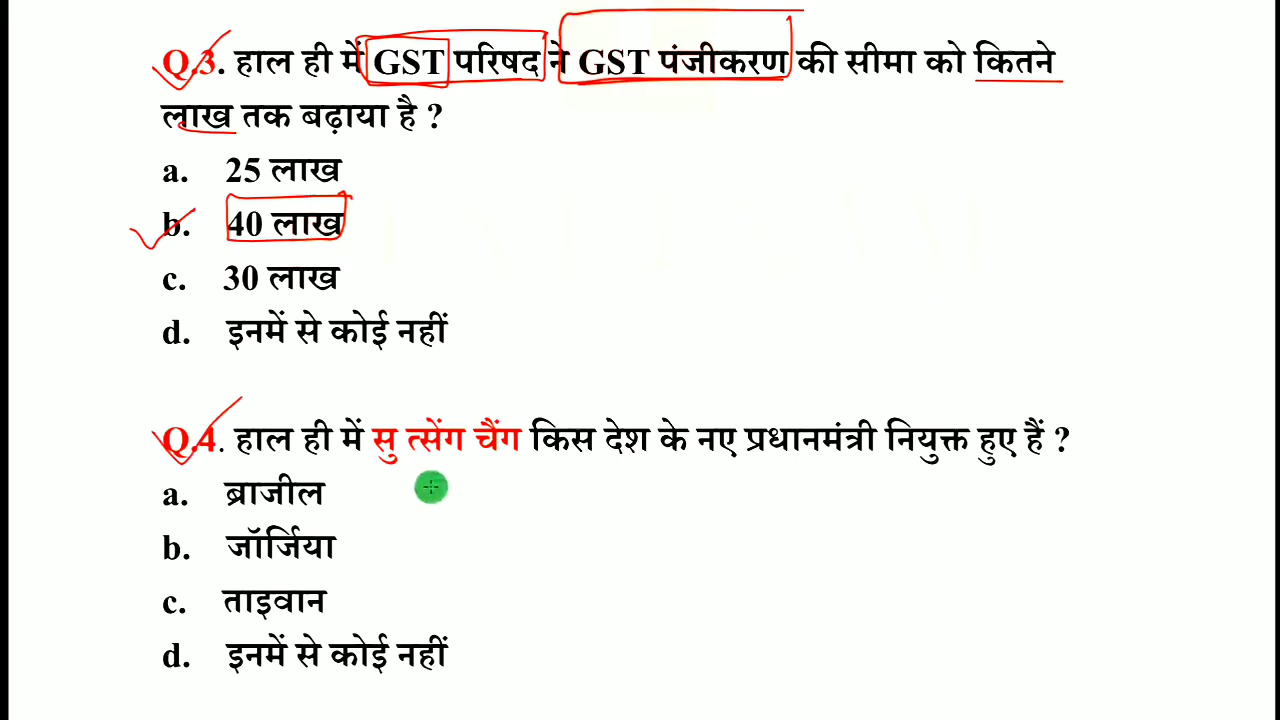 Q.3. हाल ही में GST परिषद ने GST पंजीकरण की सीमा को कितने
लाख तक बढ़ाया है ?
a. 25 लाख
b. 40 लाख
c. 30 लाख
d. इनमें से कोई नहीं
Q.4. हाल ही में सु त्सेंग चैंग किस देश के नए प्रधानमंत्री नियुक्त हुए हैं ?
a. ब्राजील
b. जॉर्जिया
c. ताइवान
d. इनमें से कोई नहीं